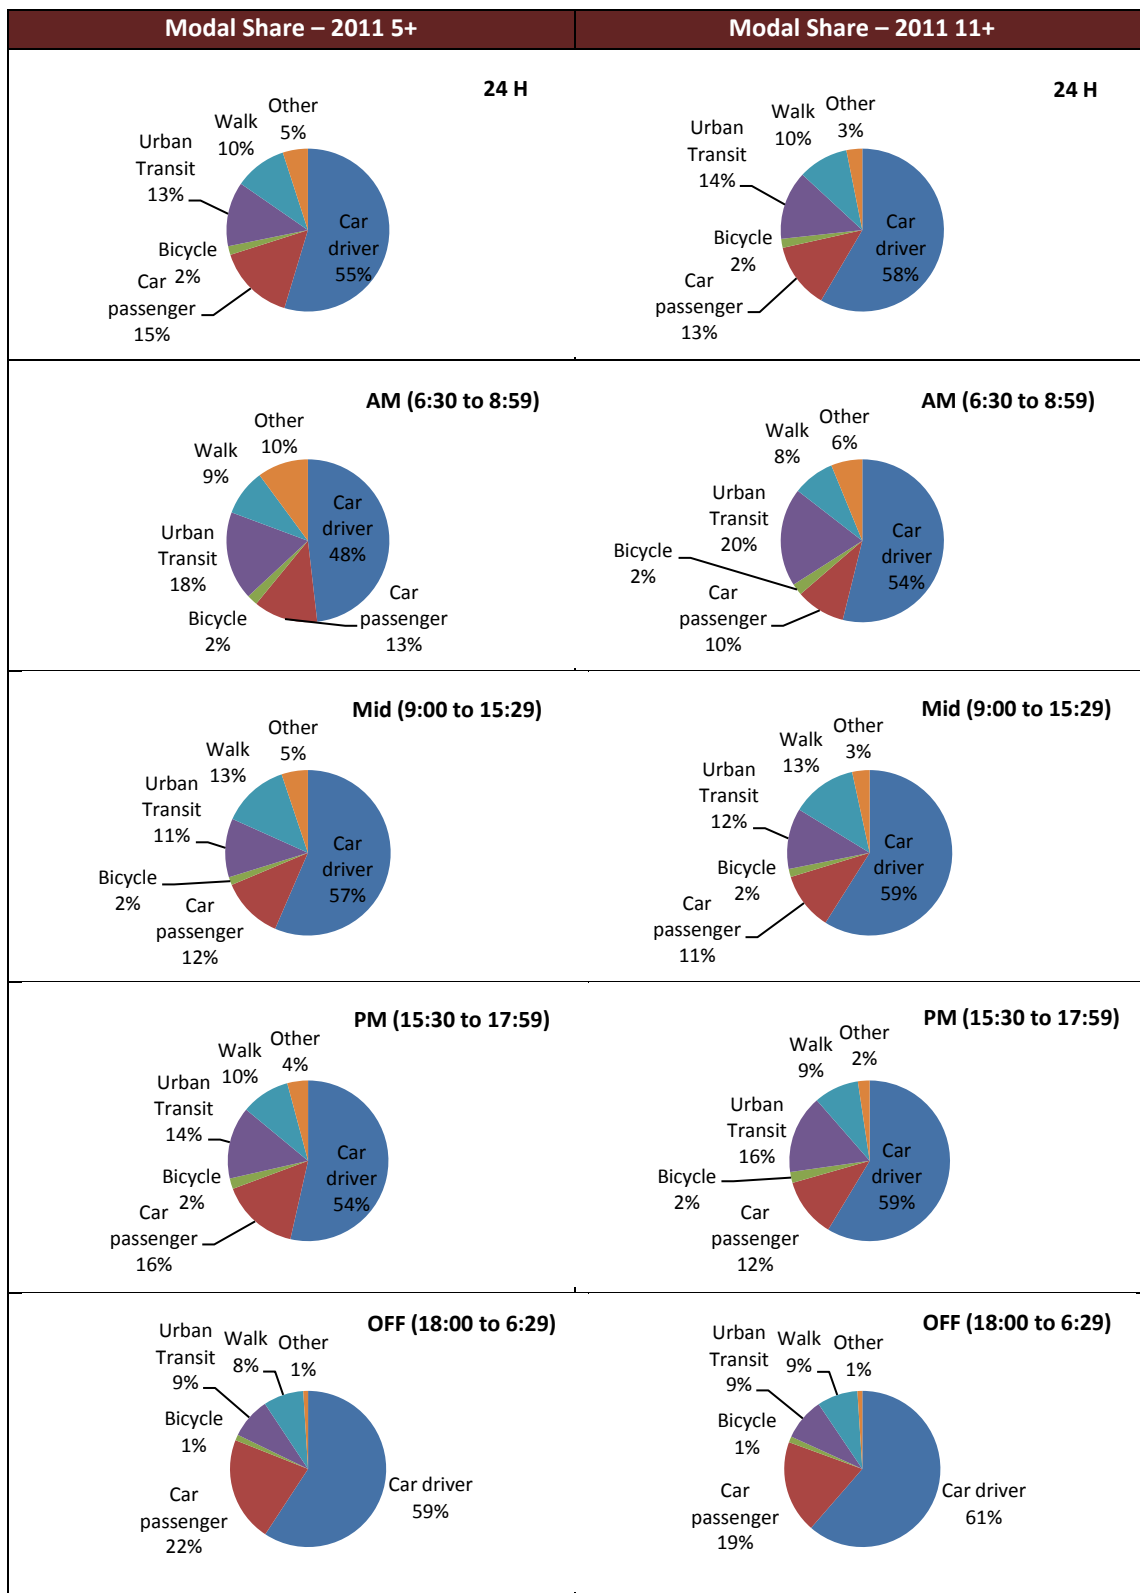 Modal Share – 2011 5+
Modal Share – 2011 11+
24 H
Other
5%
Walk
10%
Urban
Transit
13%
Bicycle
2%
Car
passenger
15%
Car
driver
55%
24 H
Other
3%
Walk
10%
Urban
Transit
14%
Bicycle
2%
Car
passenger
13%
Car
driver
58%
AM (6:30 to 8:59)
Other
10%
Walk
9%
Urban
Transit
18%
Bicycle
2%
Car
passenger
13%
Car
driver
48%
AM (6:30 to 8:59)
Other
6%
Walk
8%
Urban
Transit
20%
Bicycle
2%
Car
passenger
10%
Car
driver
54%
Mid (9:00 to 15:29)
Other
5%
Walk
13%
Urban
Transit
11%
Bicycle
2%
Car
passenger
12%
Car
driver
57%
Mid (9:00 to 15:29)
Other
3%
Walk
13%
Urban
Transit
12%
Bicycle
2%
Car
passenger
11%
Car
driver
59%
PM (15:30 to 17:59)
Other
4%
Walk
10%
Urban
Transit
14%
Bicycle
2%
Car
passenger
16%
Car
driver
54%
PM (15:30 to 17:59)
Other
2%
Walk
9%
Urban
Transit
16%
Bicycle
2%
Car
passenger
12%
Car
driver
59%
OFF (18:00 to 6:29)
Other
1%
Walk
8%
Urban
Transit
9%
Bicycle
1%
Car
passenger
22%
Car driver
59%
OFF (18:00 to 6:29)
Other
1%
Walk
9%
Urban
Transit
9%
Bicycle
1%
Car
passenger
19%
Car driver
61%